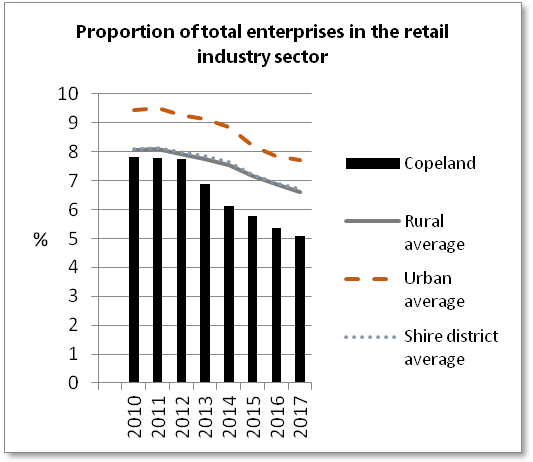 Proportion of total enterprises in the retail
industry sector
10
9
8
7
6
5
4
3
2
1
0
%
2010
2011
2012
2013
2014
2015
2016
2017
Copeland
Rural
average
Urban
average
Shire district
average